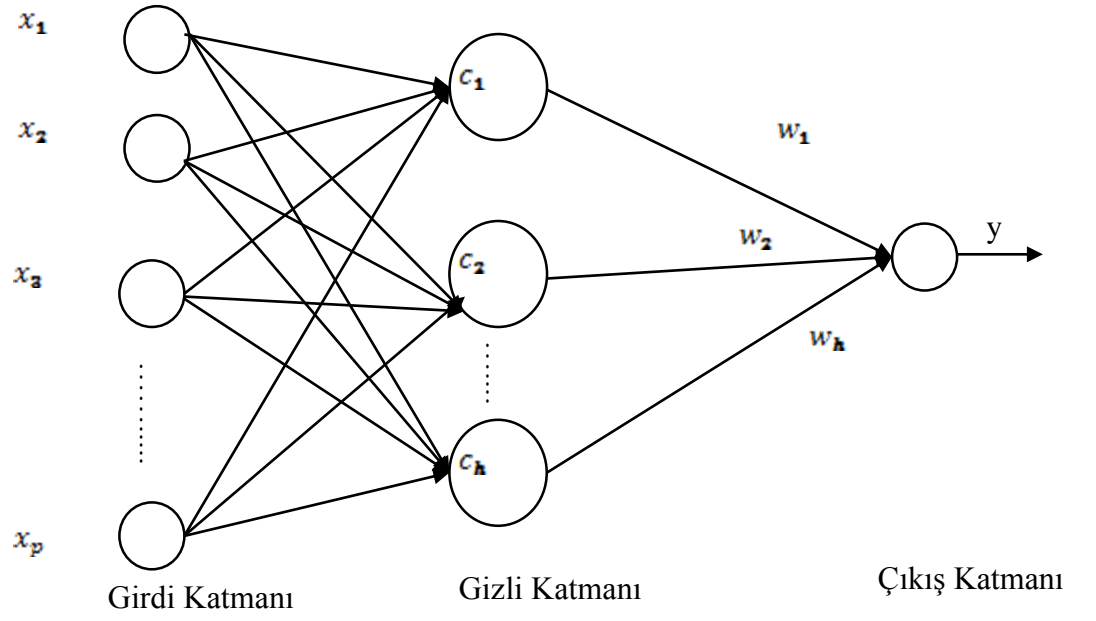 x₁
c₁
x₂
w₁
w₂
y
c₂
x₃
wₕ
cₕ
xₚ
Girdi Katmanı
Gizli Katmanı
Çıkış Katmanı